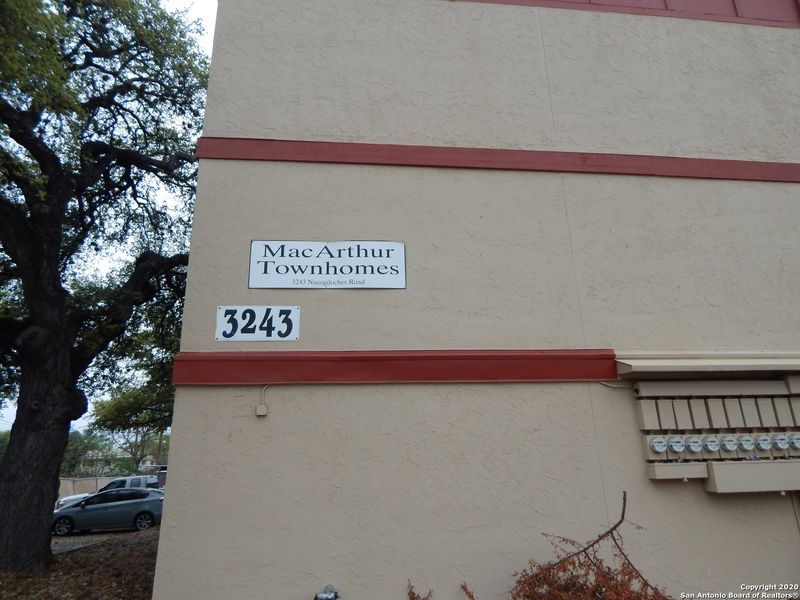 MacArthur
Townhomes
3243 Nacogdoches Road
3243
Copyright 2020
San Antonio Board of Realtors®